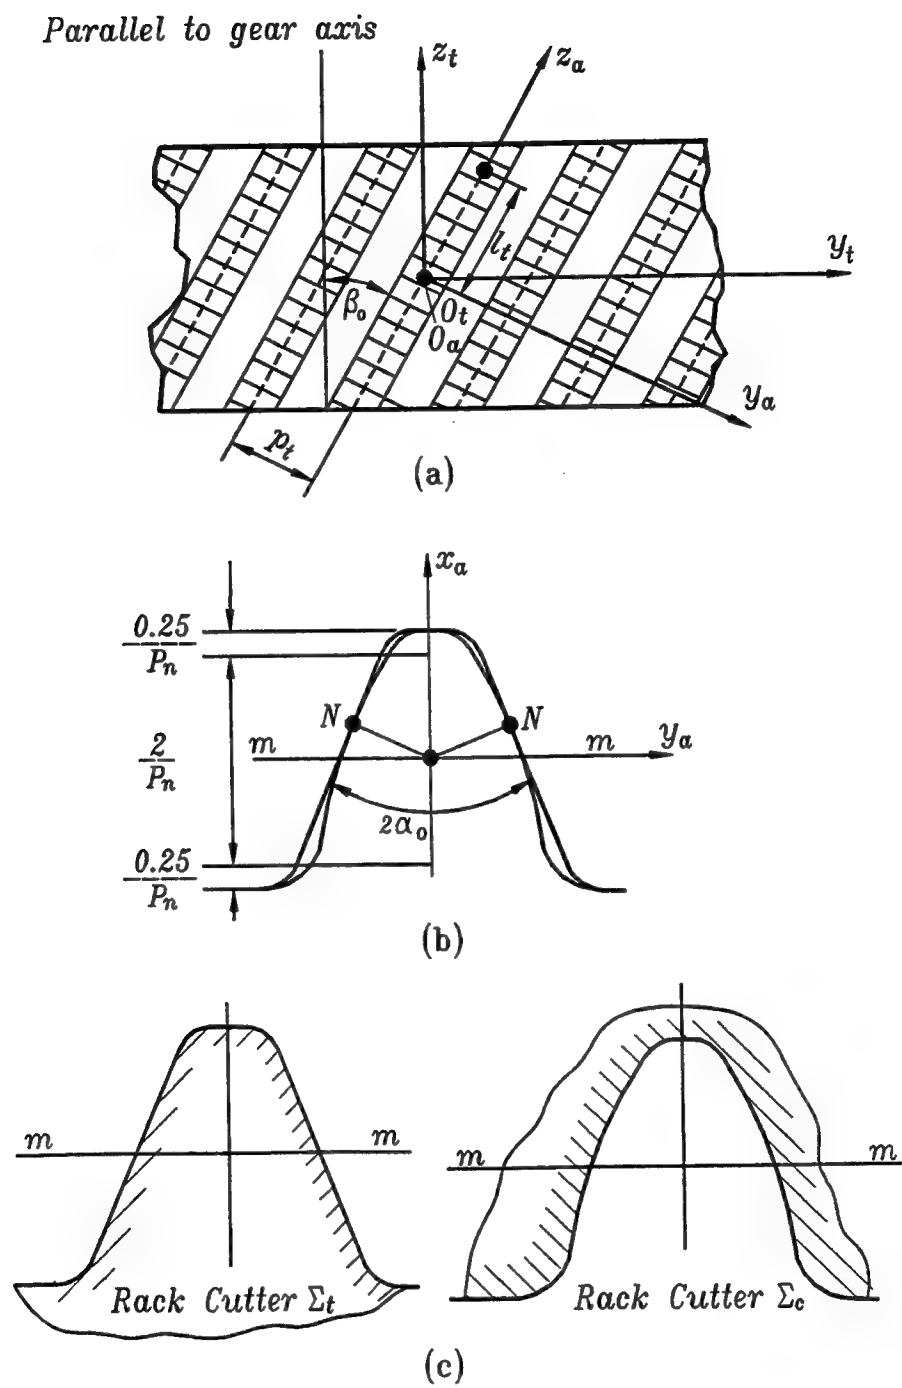 Parallel to gear axis
z_t
z_a
l_t
y_t
β_o
O_t
O_a
y_a
p_t
(a)
x_a
0.25
P_n
N
N
m
m
y_a
2
P_n
2α_o
0.25
P_n
(b)
m
m
m
m
Rack Cutter Σ_t
Rack Cutter Σ_c
(c)